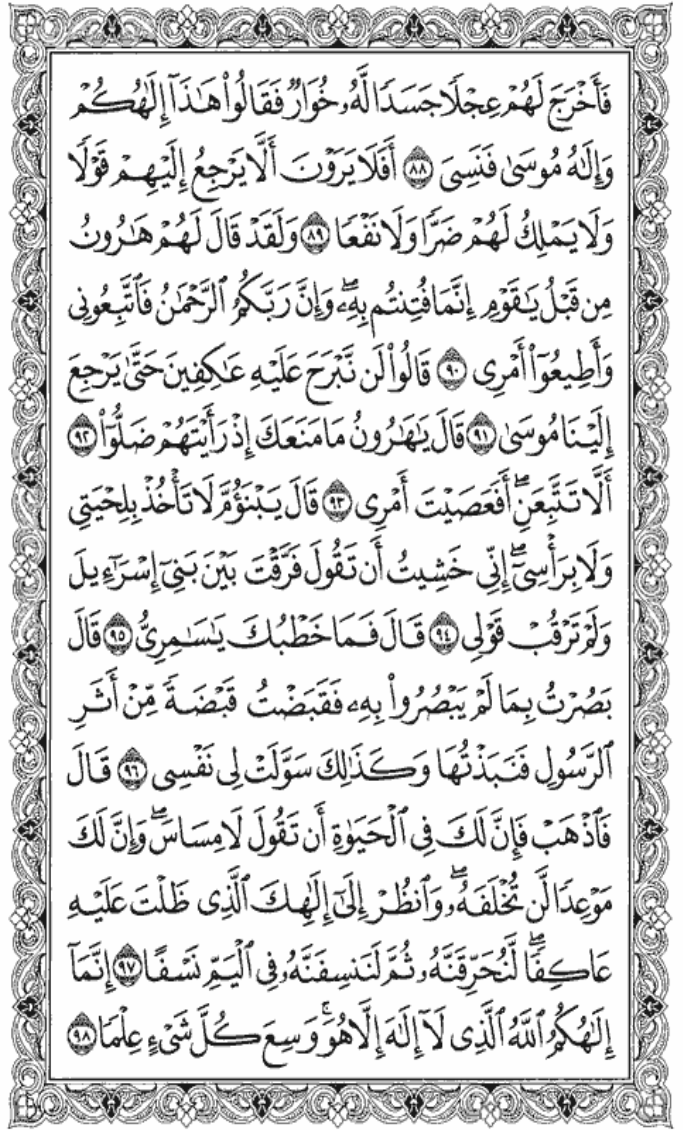 فَأَخْرَجَ لَهُمْ عِجْلًا جَسَدًا لَّهُۥ خُوَارٌ فَقَالُوا۟ هَـٰذَآ إِلَـٰهُكُمْ
وَإِلَـٰهُ مُوسَىٰ فَنَسِىَ ﴿٨٨﴾ أَفَلَا يَرَوْنَ أَلَّا يَرْجِعُ إِلَيْهِمْ قَوْلًا
وَلَا يَمْلِكُ لَهُمْ ضَرًّا وَلَا نَفْعًا ﴿٨٩﴾ وَلَقَدْ قَالَ لَهُمْ هَـٰرُونُ
مِن قَبْلُ يَـٰقَوْمِ إِنَّمَا فُتِنتُم بِهِۦ ۖ وَإِنَّ رَبَّكُمُ ٱلرَّحْمَـٰنُ فَٱتَّبِعُونِى
وَأَطِيعُوٓا۟ أَمْرِى ﴿٩٠﴾ قَالُوا۟ لَن نَّبْرَحَ عَلَيْهِ عَـٰكِفِينَ حَتَّىٰ يَرْجِعَ
إِلَيْنَا مُوسَىٰ ﴿٩١﴾ قَالَ يَـٰهَـٰرُونُ مَا مَنَعَكَ إِذْ رَأَيْتَهُمْ ضَلُّوٓا۟ ﴿٩٢﴾
أَلَّا تَتَّبِعَنِ ۖ أَفَعَصَيْتَ أَمْرِى ﴿٩٣﴾ قَالَ يَبْنَؤُمَّ لَا تَأْخُذْ بِلِحْيَتِى
وَلَا بِرَأْسِىٓ ۖ إِنِّى خَشِيتُ أَن تَقُولَ فَرَّقْتَ بَيْنَ بَنِىٓ إِسْرَٰٓءِيلَ
وَلَمْ تَرْقُبْ قَوْلِى ﴿٩٤﴾ قَالَ فَمَا خَطْبُكَ يَـٰسَـٰمِرِىُّ ﴿٩٥﴾ قَالَ
بَصُرْتُ بِمَا لَمْ يَبْصُرُوا۟ بِهِۦ فَقَبَضْتُ قَبْضَةً مِّنْ أَثَرِ
ٱلرَّسُولِ فَنَبَذْتُهَا وَكَذَٰلِكَ سَوَّلَتْ لِى نَفْسِى ﴿٩٦﴾ قَالَ
فَٱذْهَبْ فَإِنَّ لَكَ فِى ٱلْحَيَوٰةِ أَن تَقُولَ لَا مِسَاسَ ۖ وَإِنَّ لَكَ
مَوْعِدًا لَّن تُخْلَفَهُۥ ۖ وَٱنظُرْ إِلَىٰٓ إِلَـٰهِكَ ٱلَّذِى ظَلْتَ عَلَيْهِ
عَاكِفًا ۖ لَّنُحَرِّقَنَّهُۥ ثُمَّ لَنَنسِفَنَّهُۥ فِى ٱلْيَمِّ نَسْفًا ﴿٩٧﴾ إِنَّمَآ
إِلَـٰهُكُمُ ٱللَّهُ ٱلَّذِى لَآ إِلَـٰهَ إِلَّا هُوَ ۚ وَسِعَ كُلَّ شَىْءٍ عِلْمًا ﴿٩٨﴾